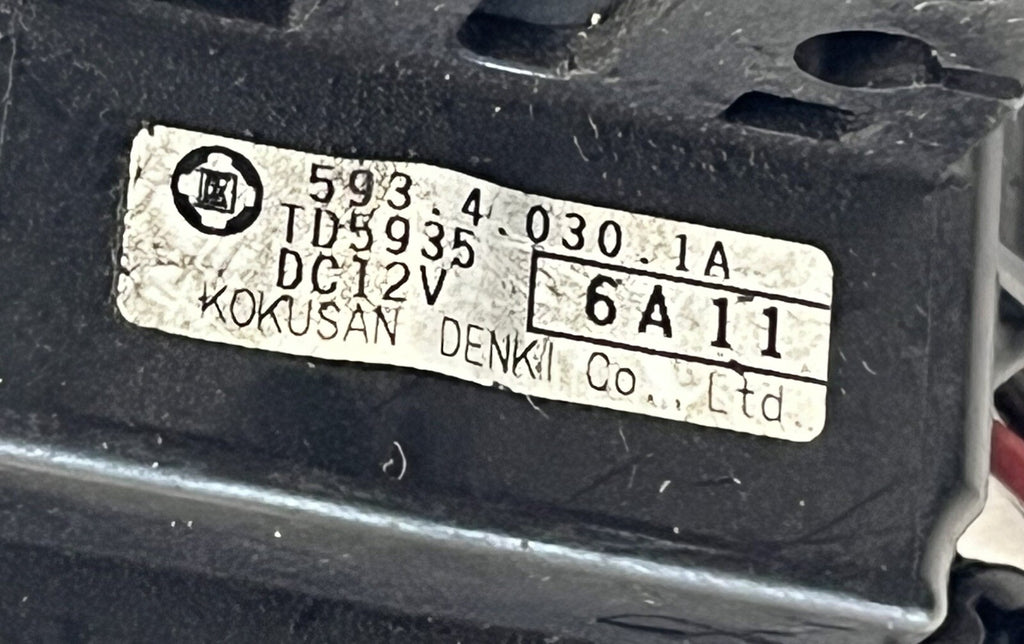 593.4.030.1A
TD5935
DC12V
6A11
KOKUSAN DENKI Co., Ltd.